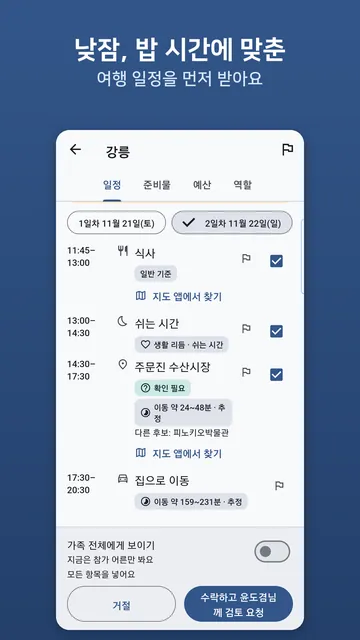 낮잠, 밥 시간에 맞춘
여행 일정을 먼저 받아요
강릉
일정 준비물 예산 역할
1일차 11월 21일(토) 2일차 11월 22일(일)
11:45–
13:00
식사
일반 기준
지도 앱에서 찾기
13:00–
14:30
쉬는 시간
생활 리듬 · 쉬는 시간
14:30–
17:30
주문진 수산시장
확인 필요
이동 약 24~48분 · 추
정
다른 후보: 피노키오박물관
지도 앱에서 찾기
17:30–
20:30
집으로 이동
이동 약 159~231분 · 추정
가족 전체에게 보이기
지금은 참가 어른만 봐요
모든 항목을 넣어요
거절
수락하고 윤도겸님
께 검토 요청